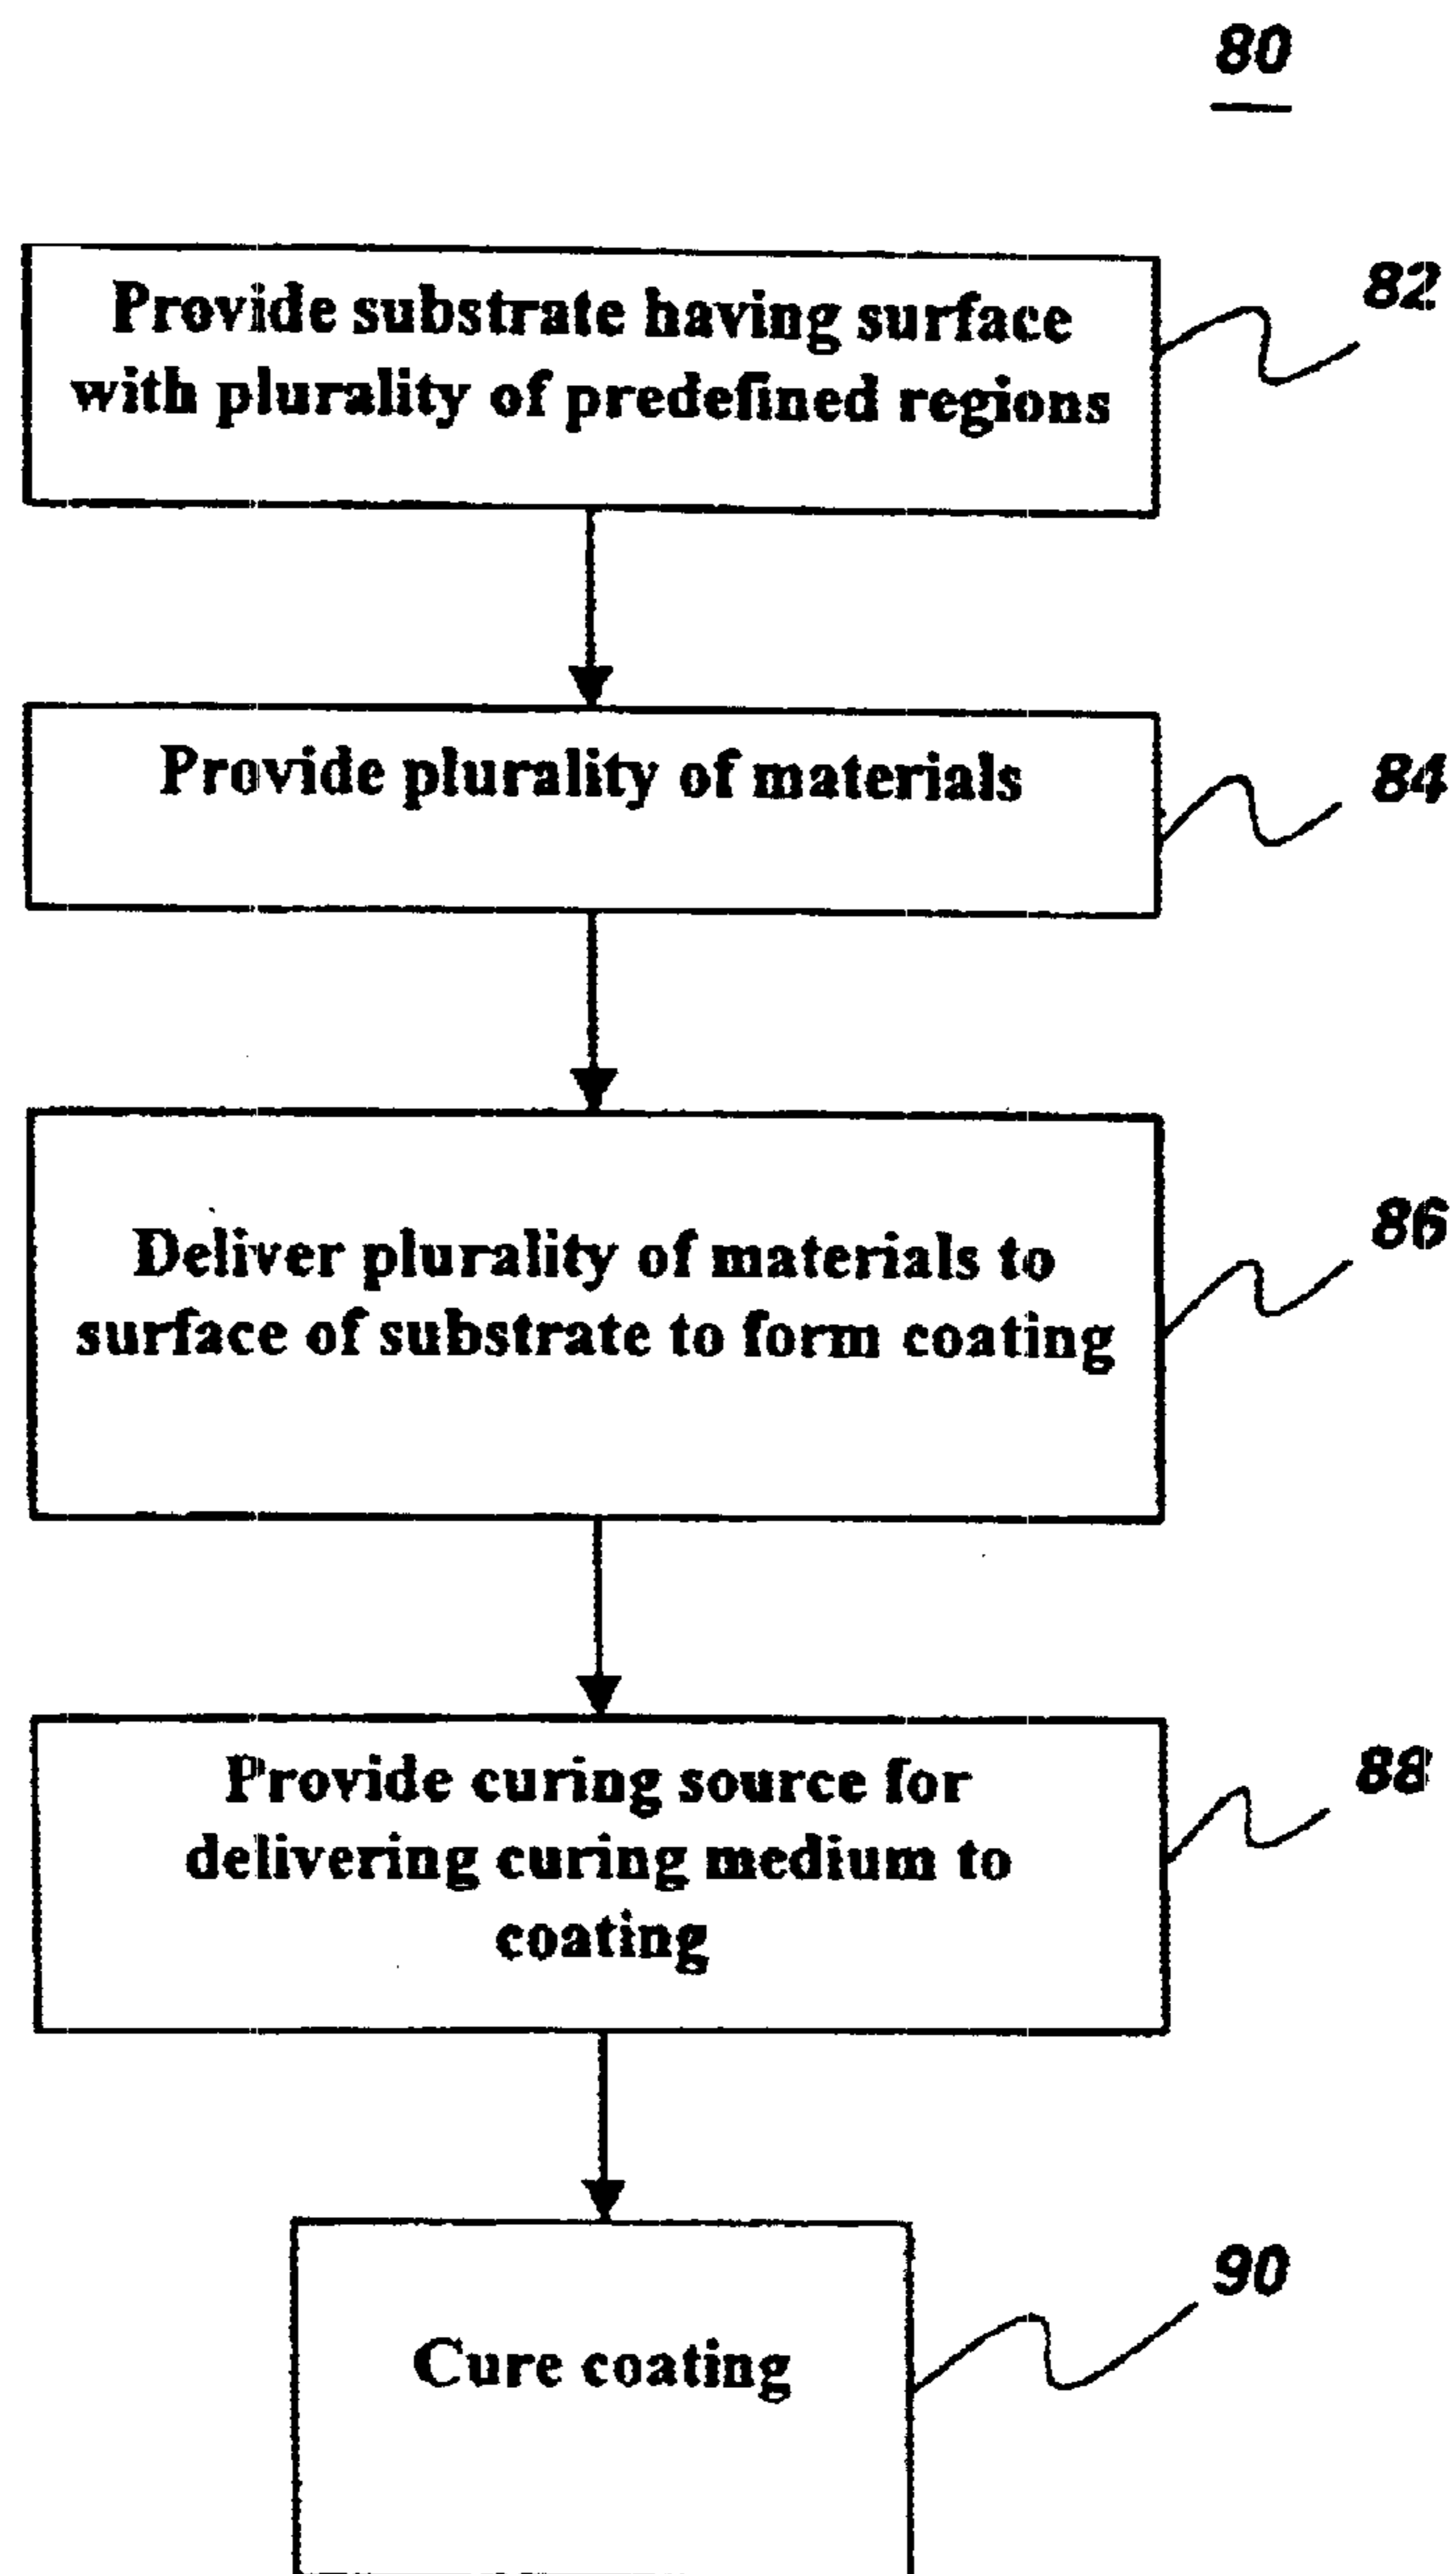 80
Provide substrate having surface
with plurality of predefined regions
82
Provide plurality of materials
84
Deliver plurality of materials to
surface of substrate to form coating
86
Provide curing source for
delivering curing medium to
coating
88
Cure coating
90